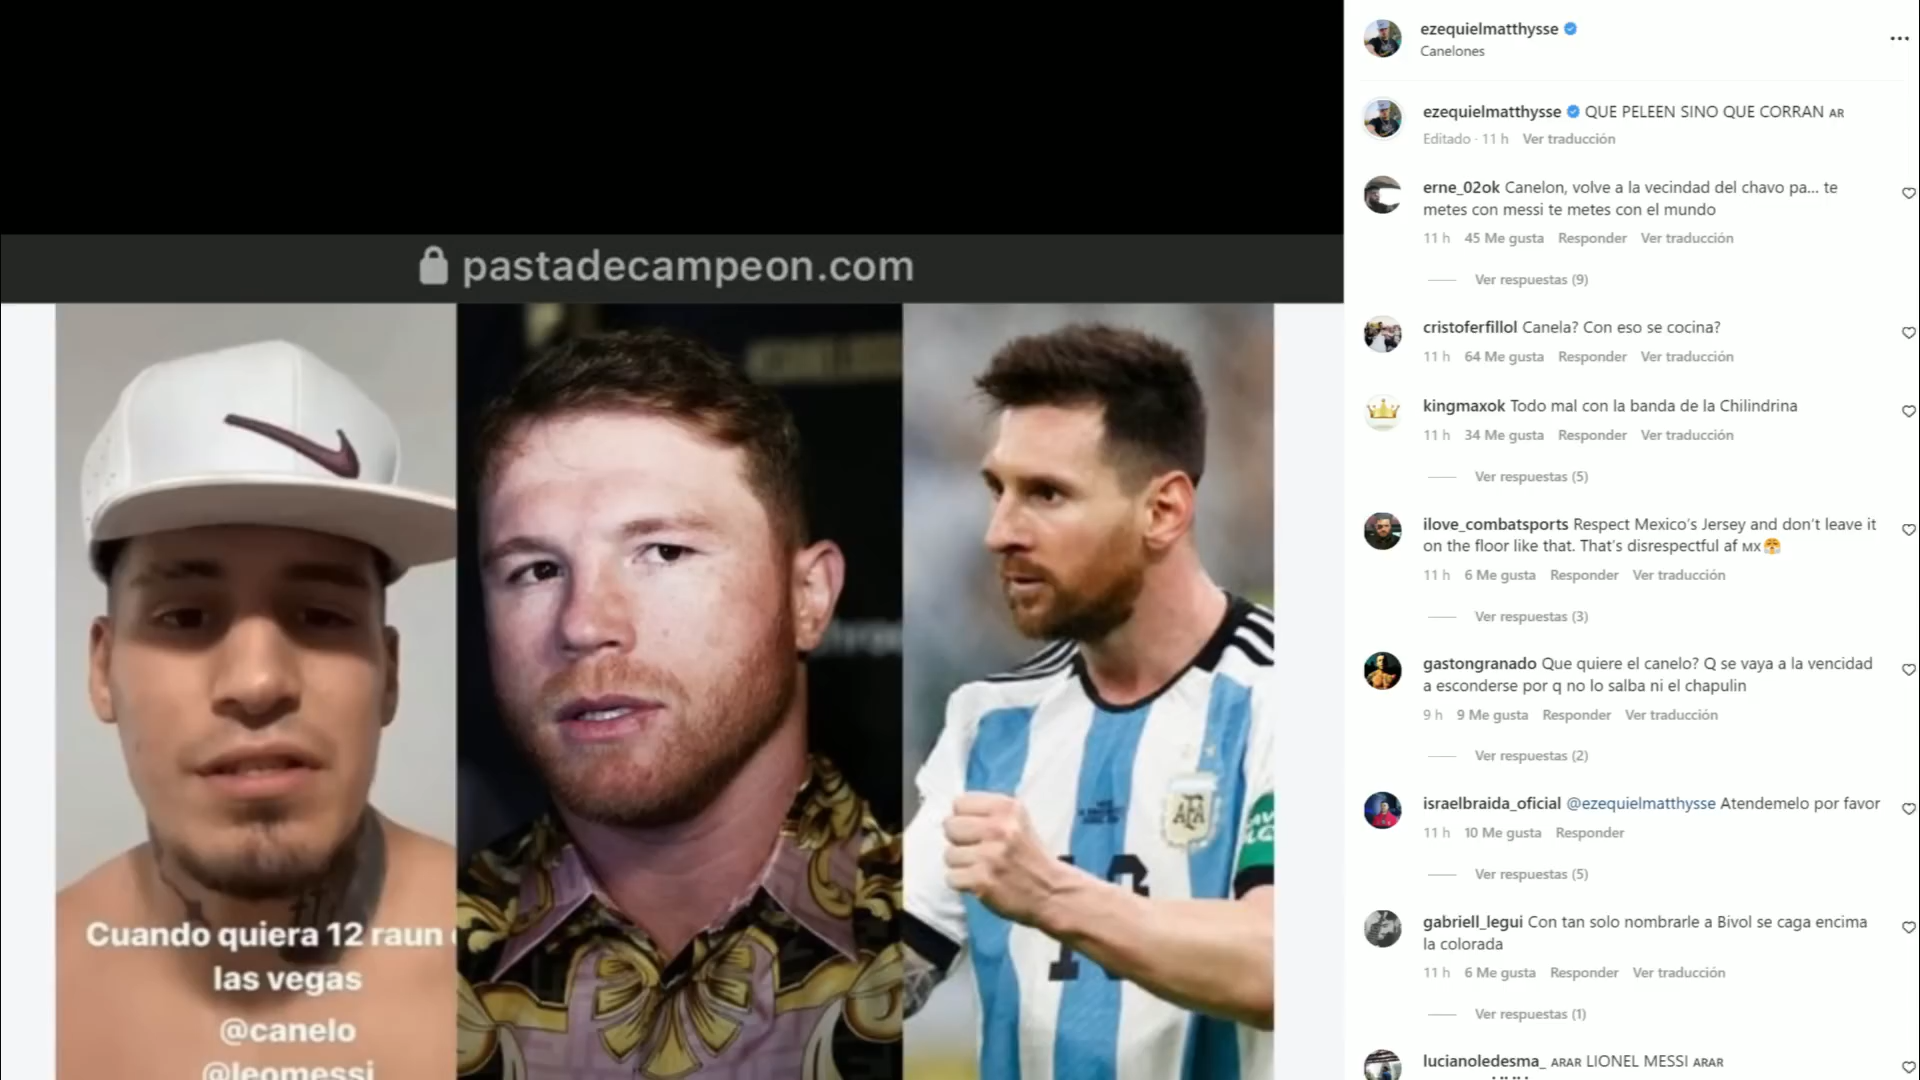 pastadecampeon.com
Cuando quiera 12 raun
las vegas
@canelo
@leomessi
AFA
10
ezequielmatthysse
Canelones
ezequielmatthysse QUE PELEEN SINO QUE CORRAN AR
Editado · 11 h Ver traducción
erne_02ok Canelon, volve a la vecindad del chavo pa... te
metes con messi te metes con el mundo
11 h 45 Me gusta Responder Ver traducción
Ver respuestas (9)
cristoferfillol Canela? Con eso se cocina?
11 h 64 Me gusta Responder Ver traducción
kingmaxok Todo mal con la banda de la Chilindrina
11 h 34 Me gusta Responder Ver traducción
Ver respuestas (5)
ilove_combatsports Respect Mexico's Jersey and don't leave it
on the floor like that. That's disrespectful af MX😤
11 h 6 Me gusta Responder Ver traducción
Ver respuestas (3)
gastongranado Que quiere el canelo? Q se vaya a la vencidad
a esconderse por q no lo salba ni el chapulin
9 h 9 Me gusta Responder Ver traducción
Ver respuestas (2)
israelbraida_oficial @ezequielmatthysse Atendemelo por favor
11 h 10 Me gusta Responder
Ver respuestas (5)
gabriell_legui Con tan solo nombrarle a Bivol se caga encima
la colorada
11 h 6 Me gusta Responder Ver traducción
Ver respuestas (1)
lucianoledesma_ ARAR LIONEL MESSI ARAR